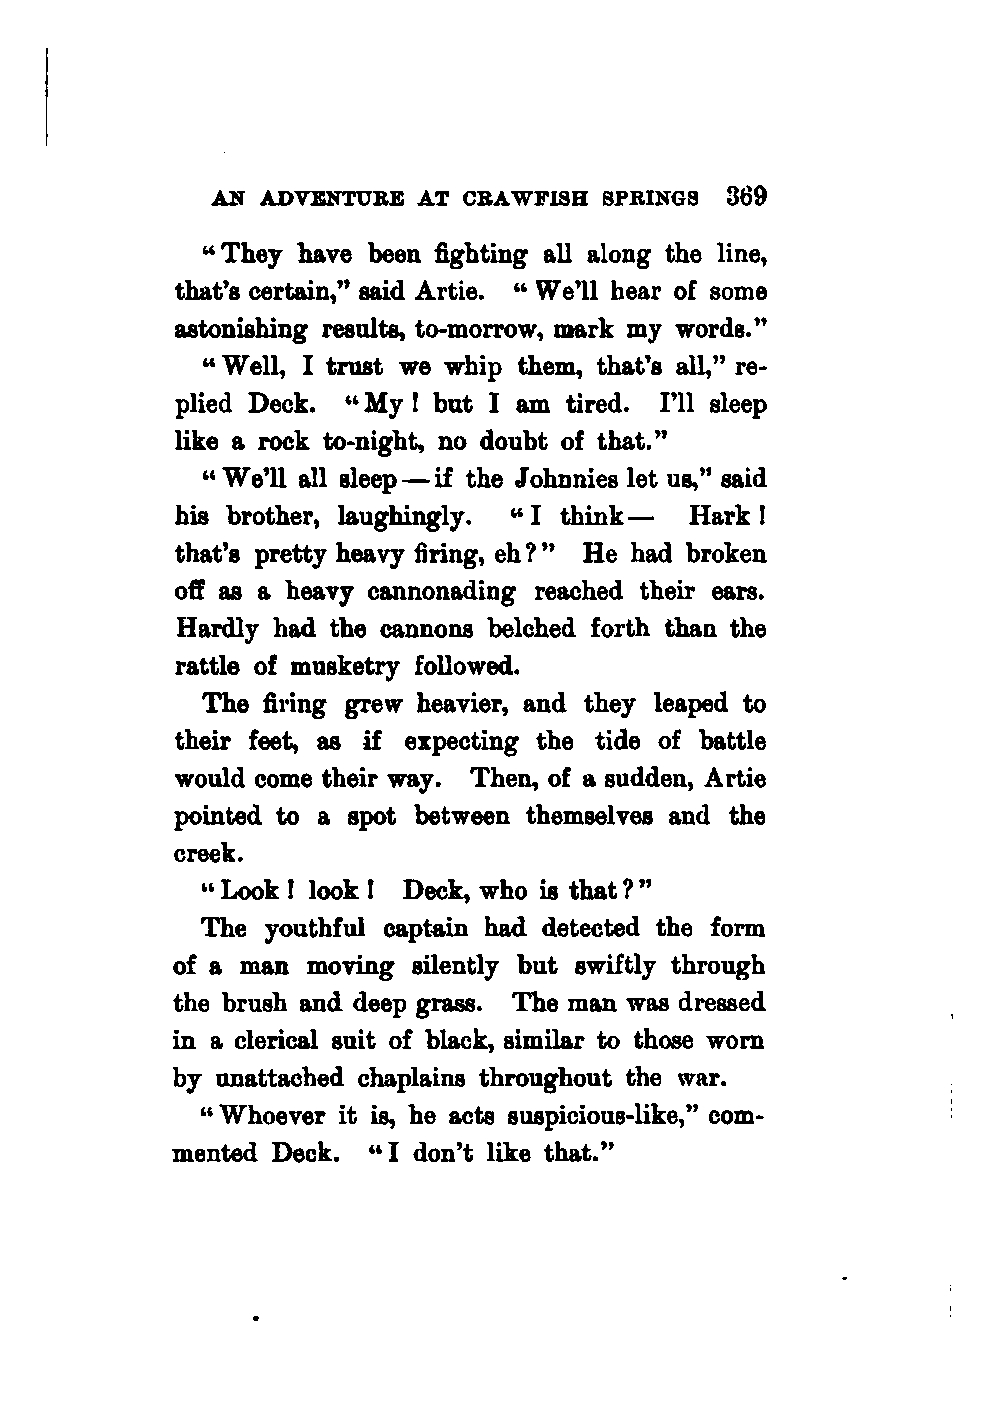 AN ADVENTURE AT CRAWFISH SPRINGS 369
“They have been fighting all along the line,
that’s certain,” said Artie. “We’ll hear of some
astonishing results, to-morrow, mark my words.”
“Well, I trust we whip them, that’s all,” re-
plied Deck. “My! but I am tired. I’ll sleep
like a rock to-night, no doubt of that.”
“We’ll all sleep—if the Johnnies let us,” said
his brother, laughingly. “I think— Hark!
that’s pretty heavy firing, eh?” He had broken
off as a heavy cannonading reached their ears.
Hardly had the cannons belched forth than the
rattle of musketry followed.
The firing grew heavier, and they leaped to
their feet, as if expecting the tide of battle
would come their way. Then, of a sudden, Artie
pointed to a spot between themselves and the
creek.
“Look! look! Deck, who is that?”
The youthful captain had detected the form
of a man moving silently but swiftly through
the brush and deep grass. The man was dressed
in a clerical suit of black, similar to those worn
by unattached chaplains throughout the war.
“Whoever it is, he acts suspicious-like,” com-
mented Deck. “I don’t like that.”